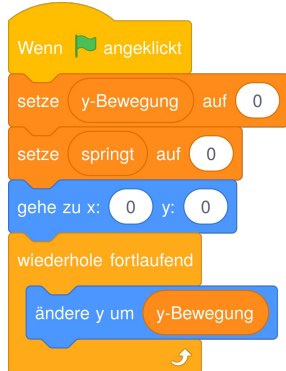 Wenn angeklickt
setze y-Bewegung auf 0
setze springt auf 0
gehe zu x: 0 y: 0
wiederhole fortlaufend
ändere y um y-Bewegung